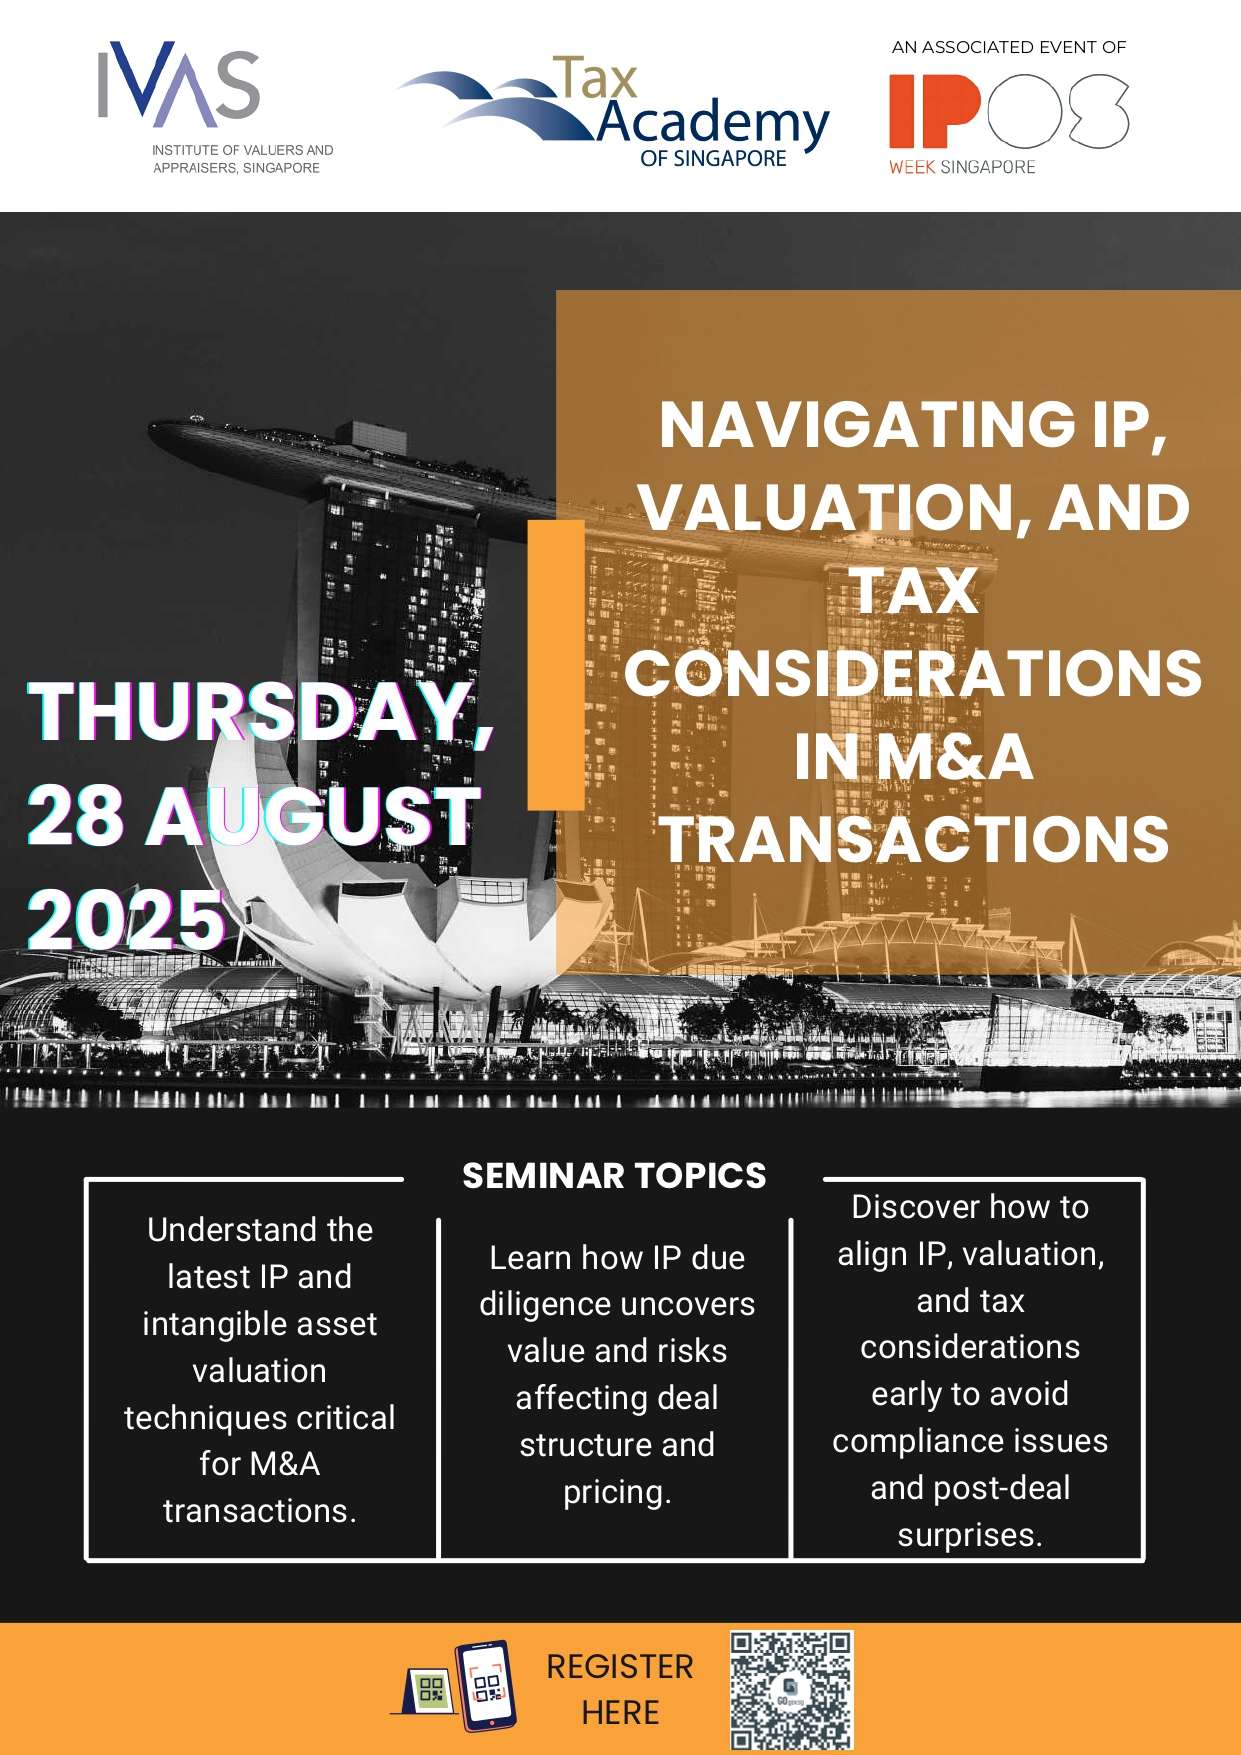 IVAS
INSTITUTE OF VALUERS AND
APPRAISERS, SINGAPORE
Tax
Academy
OF SINGAPORE
AN ASSOCIATED EVENT OF
IPOS
WEEK SINGAPORE
NAVIGATING IP,
VALUATION, AND
TAX
CONSIDERATIONS
IN M&A
TRANSACTIONS
THURSDAY,
28 AUGUST
2025
SEMINAR TOPICS
Understand the
latest IP and
intangible asset
valuation
techniques critical
for M&A
transactions.
Learn how IP due
diligence uncovers
value and risks
affecting deal
structure and
pricing.
Discover how to
align IP, valuation,
and tax
considerations
early to avoid
compliance issues
and post-deal
surprises.
REGISTER
HERE
GO.gov.sg